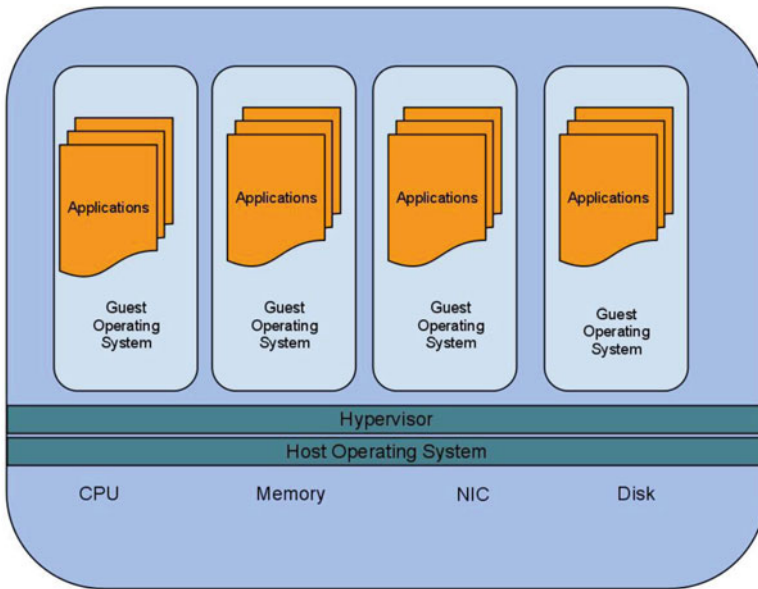 Applications
Applications
Applications
Applications
Guest
Operating
System
Guest
Operating
System
Guest
Operating
System
Guest
Operating
System
Hypervisor
Host Operating System
CPU
Memory
NIC
Disk